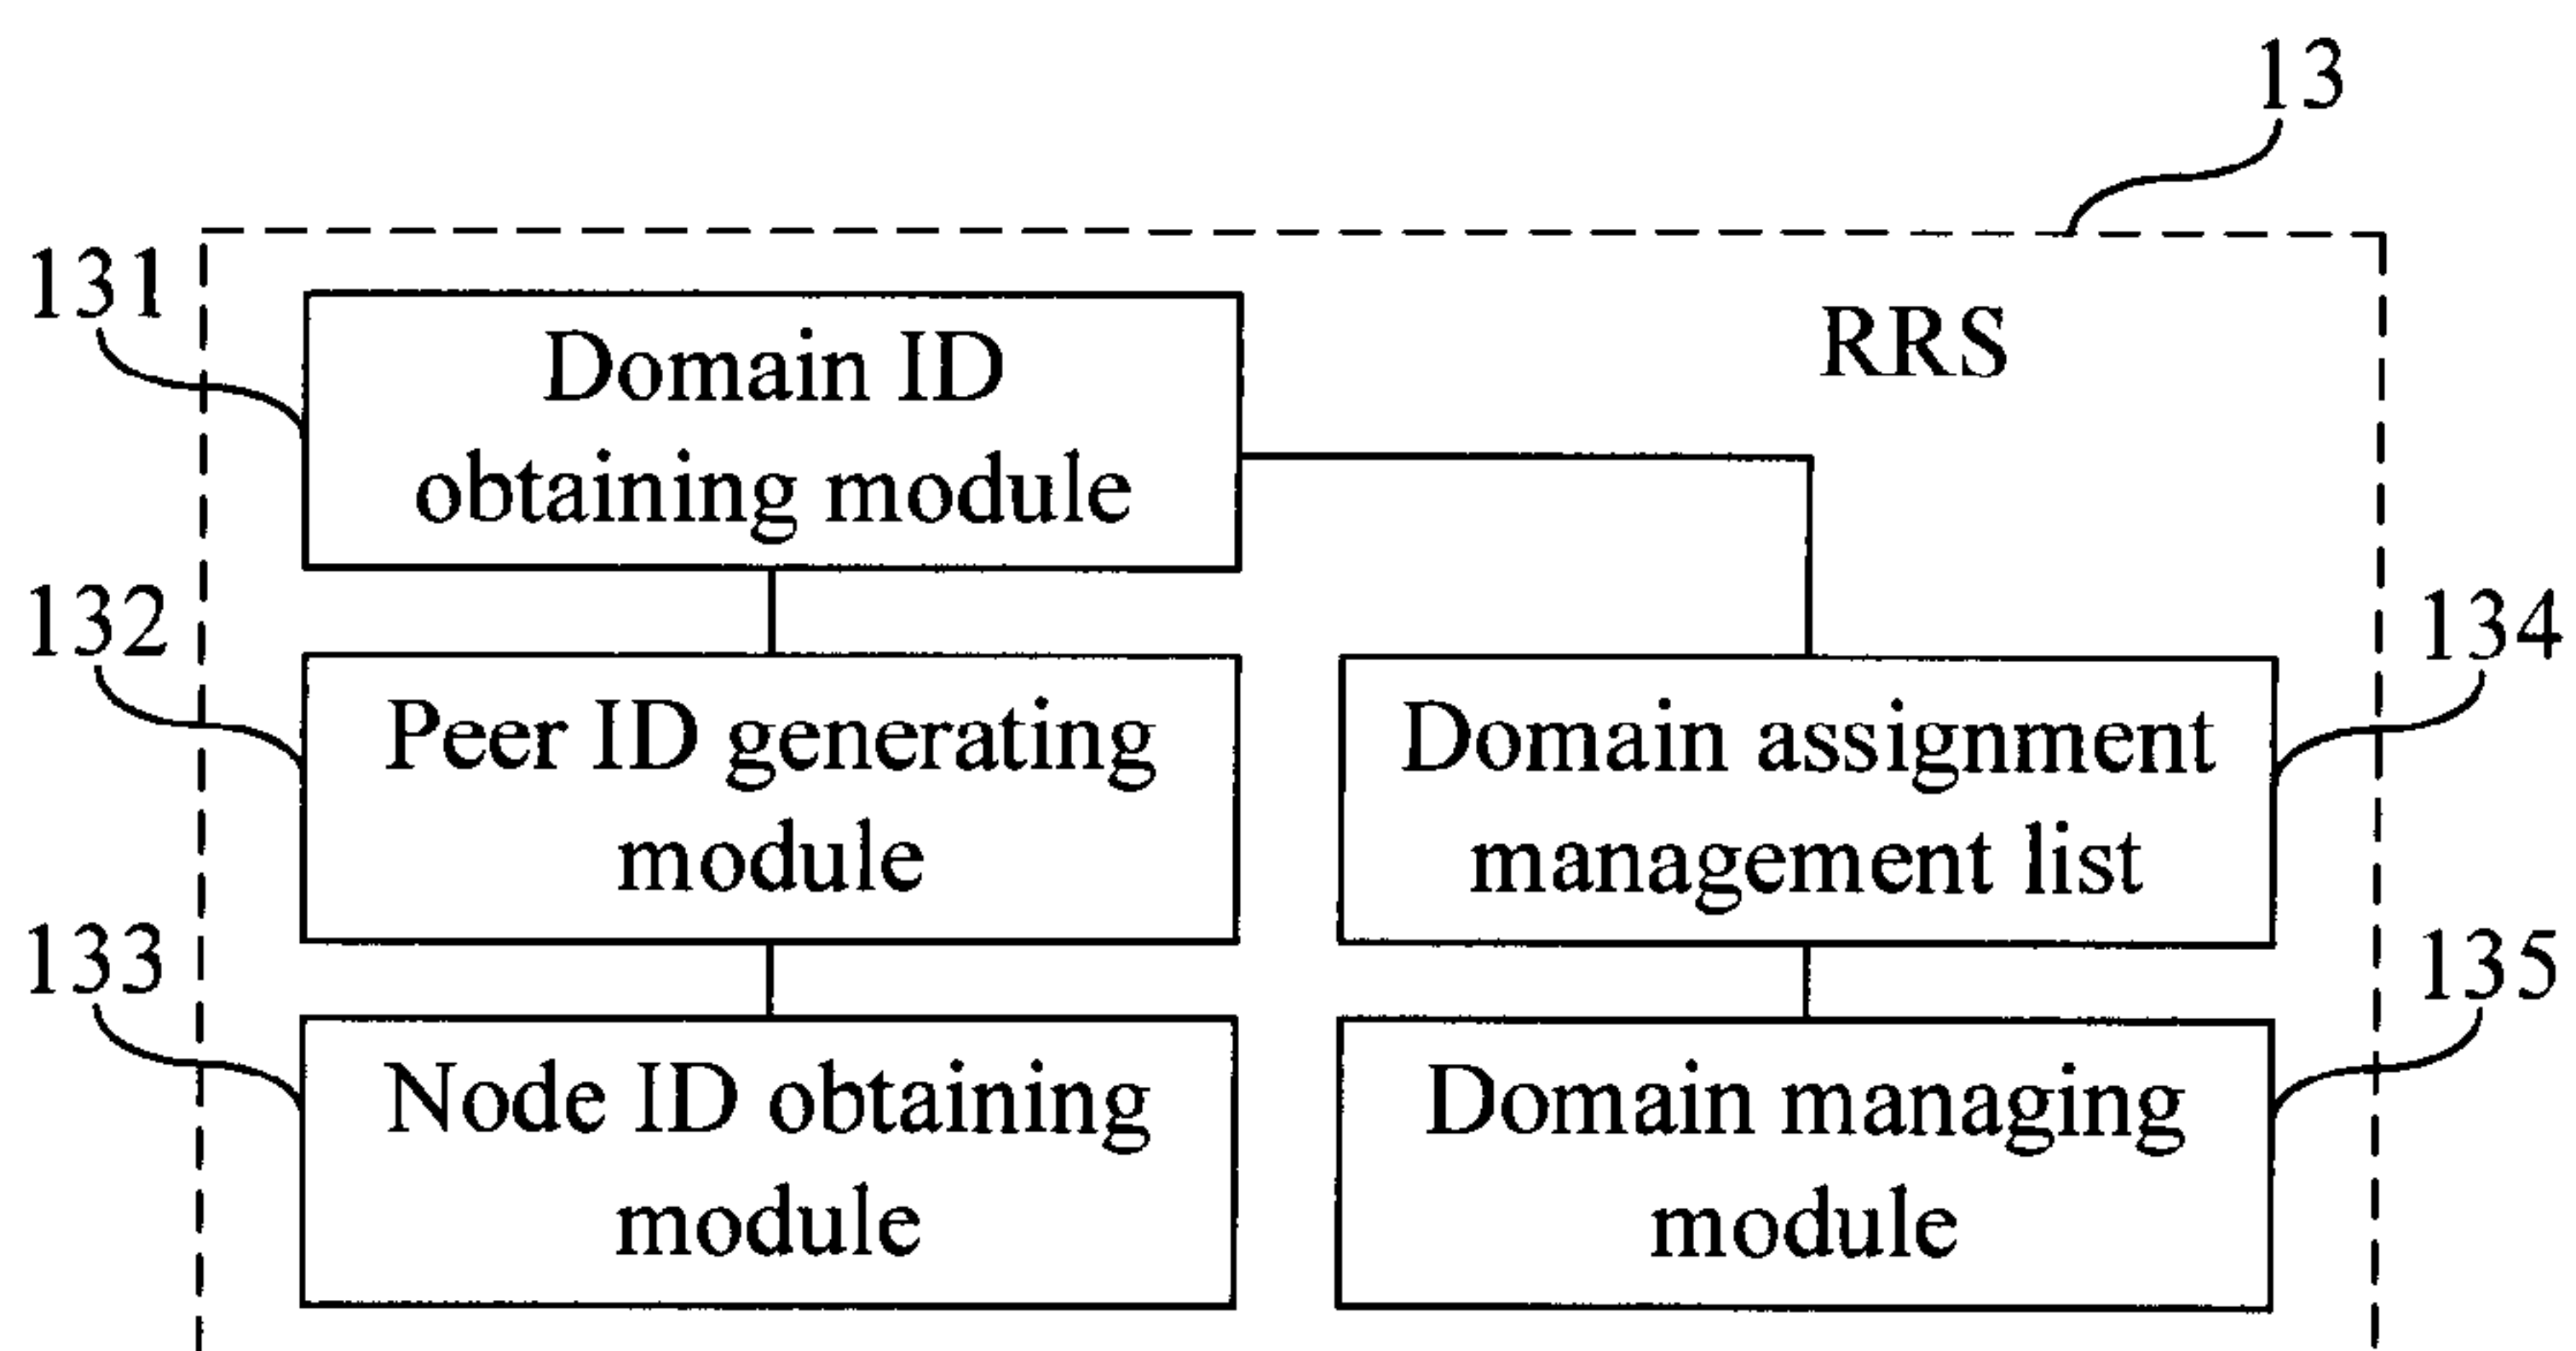 13
131
Domain ID
obtaining module
RRS
132
Peer ID generating
module
134
Domain assignment
management list
133
Node ID obtaining
module
135
Domain managing
module